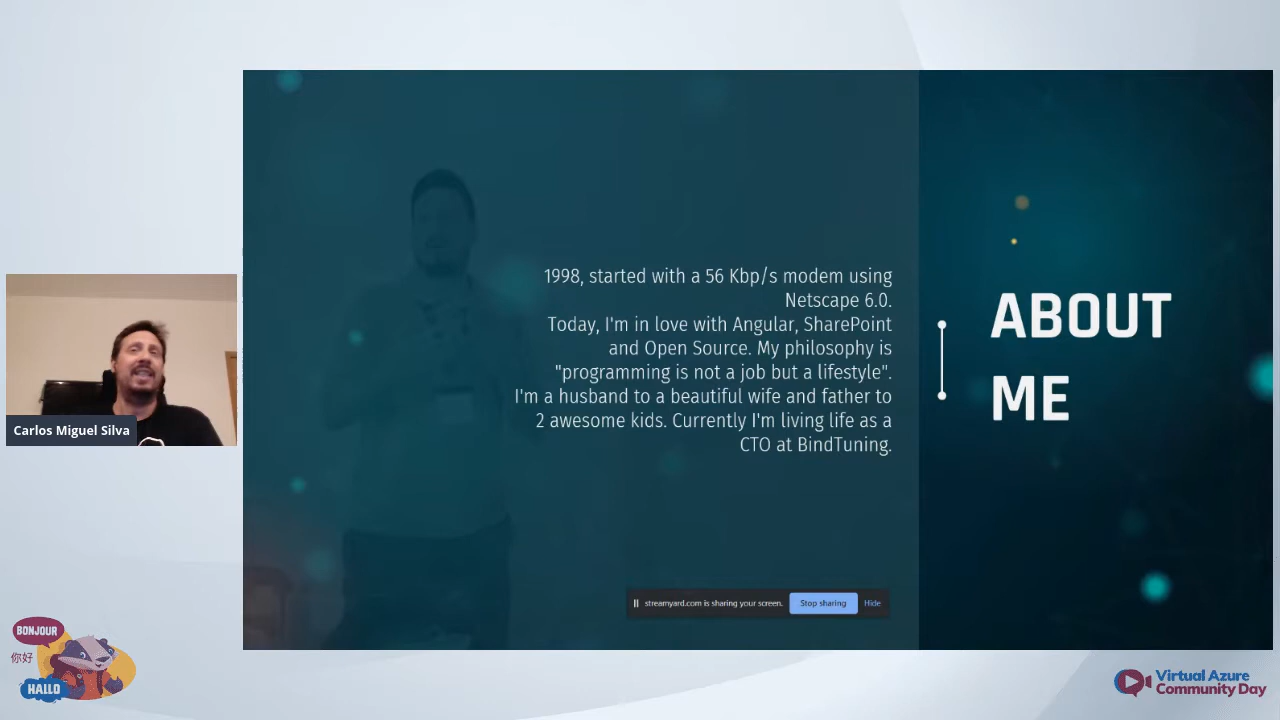 1998, started with a 56 Kbp/s modem using
Netscape 6.0.
Today, I'm in love with Angular, SharePoint
and Open Source. My philosophy is
"programming is not a job but a lifestyle".
I'm a husband to a beautiful wife and father to
2 awesome kids. Currently I'm living life as a
CTO at BindTuning.
ABOUT
ME
Carlos Miguel Silva
streamyard.com is sharing your screen.
Stop sharing
Hide
BONJOUR
你好
HALLO
Virtual Azure
Community Day